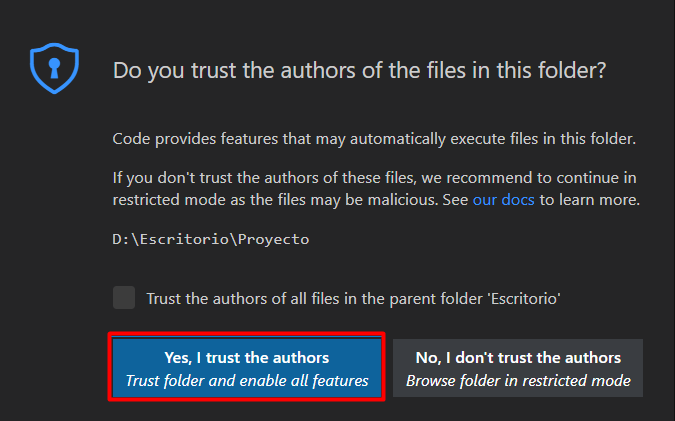 Do you trust the authors of the files in this folder?
Code provides features that may automatically execute files in this folder.
If you don't trust the authors of these files, we recommend to continue in
restricted mode as the files may be malicious. See our docs to learn more.
D:\Escritorio\Proyecto
Trust the authors of all files in the parent folder 'Escritorio'
Yes, I trust the authors
Trust folder and enable all features
No, I don't trust the authors
Browse folder in restricted mode